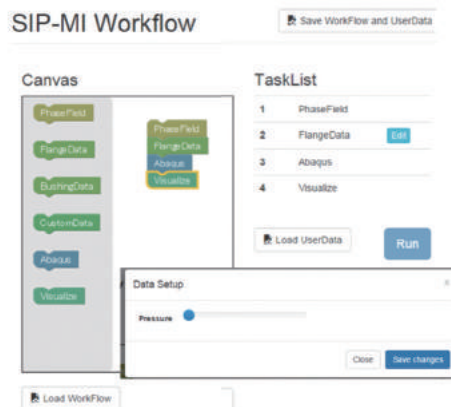 SIP-MI Workflow
Save WorkFlow and UserData
Canvas
TaskList
PhaseField
FlangeData
BushingData
CustomData
Abaqus
Visualize
PhaseField
FlangeData
Abaqus
Visualize
1 PhaseField
2 FlangeData Edit
3 Abaqus
4 Visualize
Load UserData
Run
Data Setup
×
Pressure
Close
Save changes
Load WorkFlow